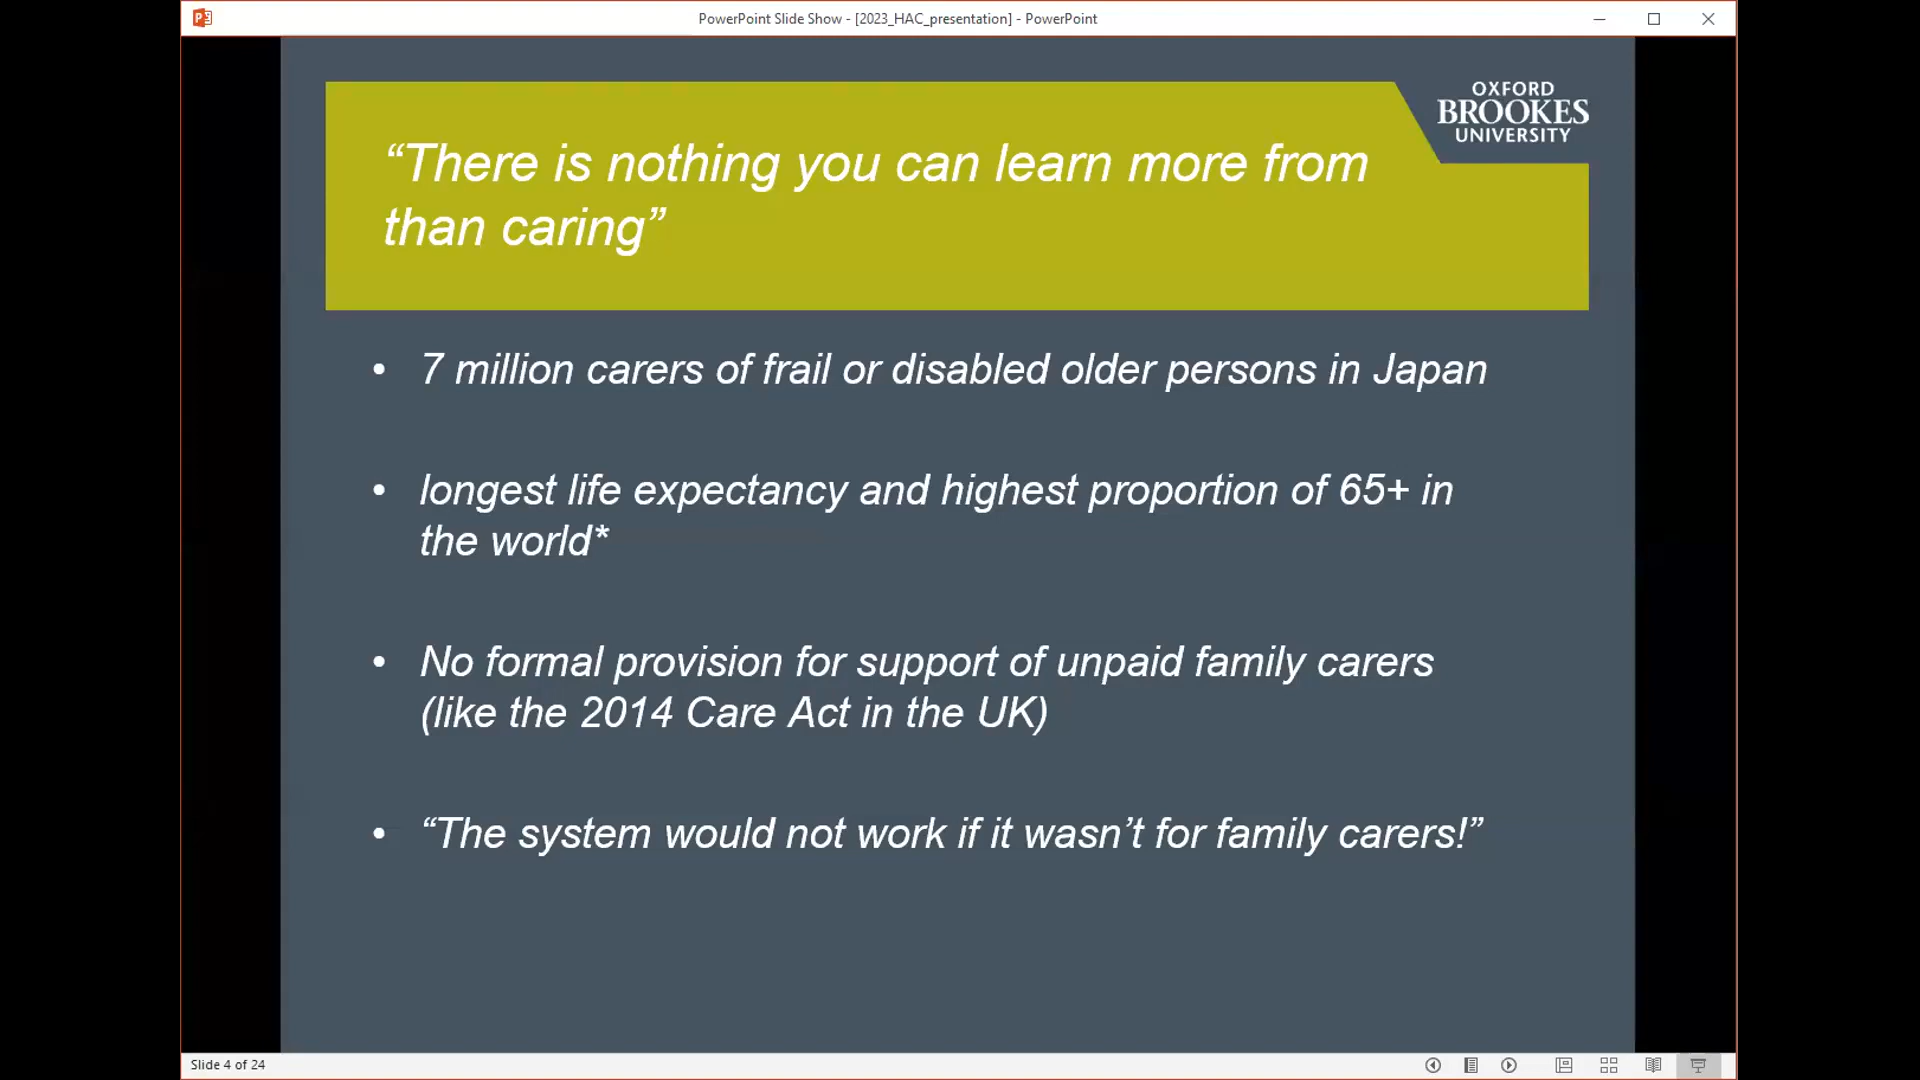 PowerPoint Slide Show - [2023_HAC_presentation] - PowerPoint
OXFORD
BROOKES
UNIVERSITY
“There is nothing you can learn more from
than caring”
• 7 million carers of frail or disabled older persons in Japan
• longest life expectancy and highest proportion of 65+ in
the world*
• No formal provision for support of unpaid family carers
(like the 2014 Care Act in the UK)
• “The system would not work if it wasn’t for family carers!”
Slide 4 of 24